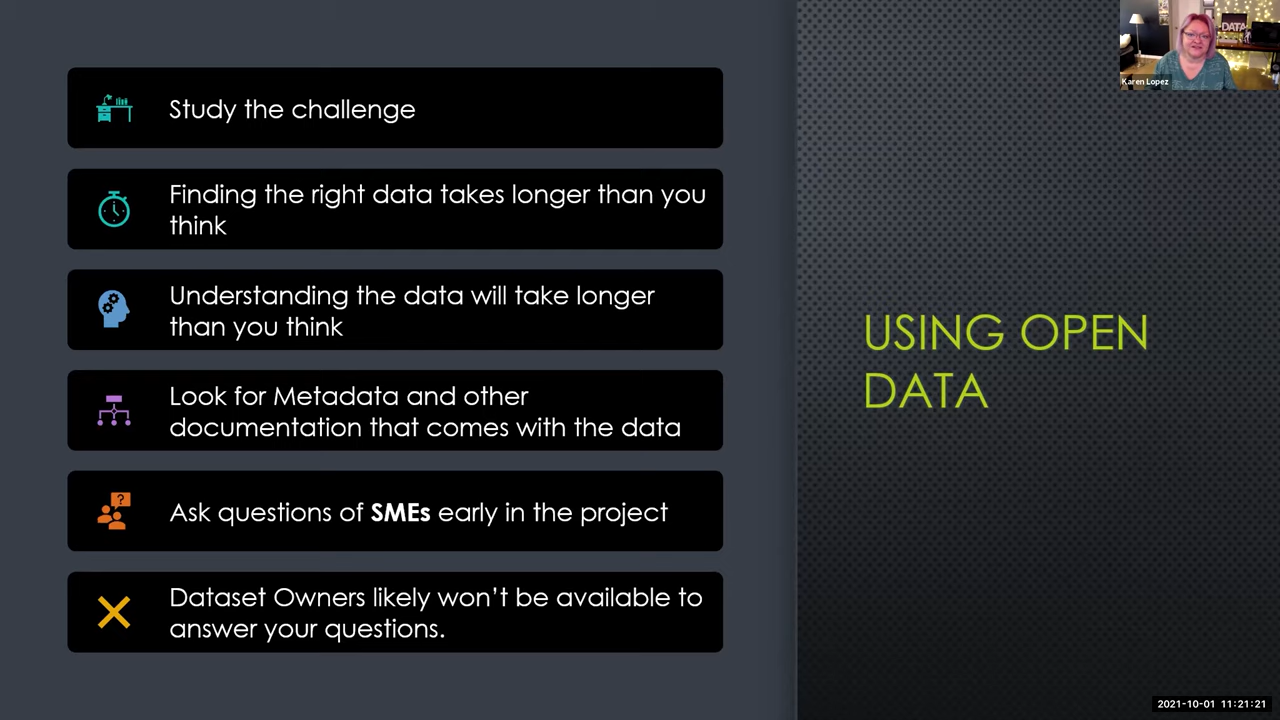 Study the challenge
Finding the right data takes longer than you
think
Understanding the data will take longer
than you think
Look for Metadata and other
documentation that comes with the data
?
Ask questions of SMEs early in the project
Dataset Owners likely won’t be available to
answer your questions.
USING OPEN
DATA
DATA
Karen Lopez
2021-10-01 11:21:21